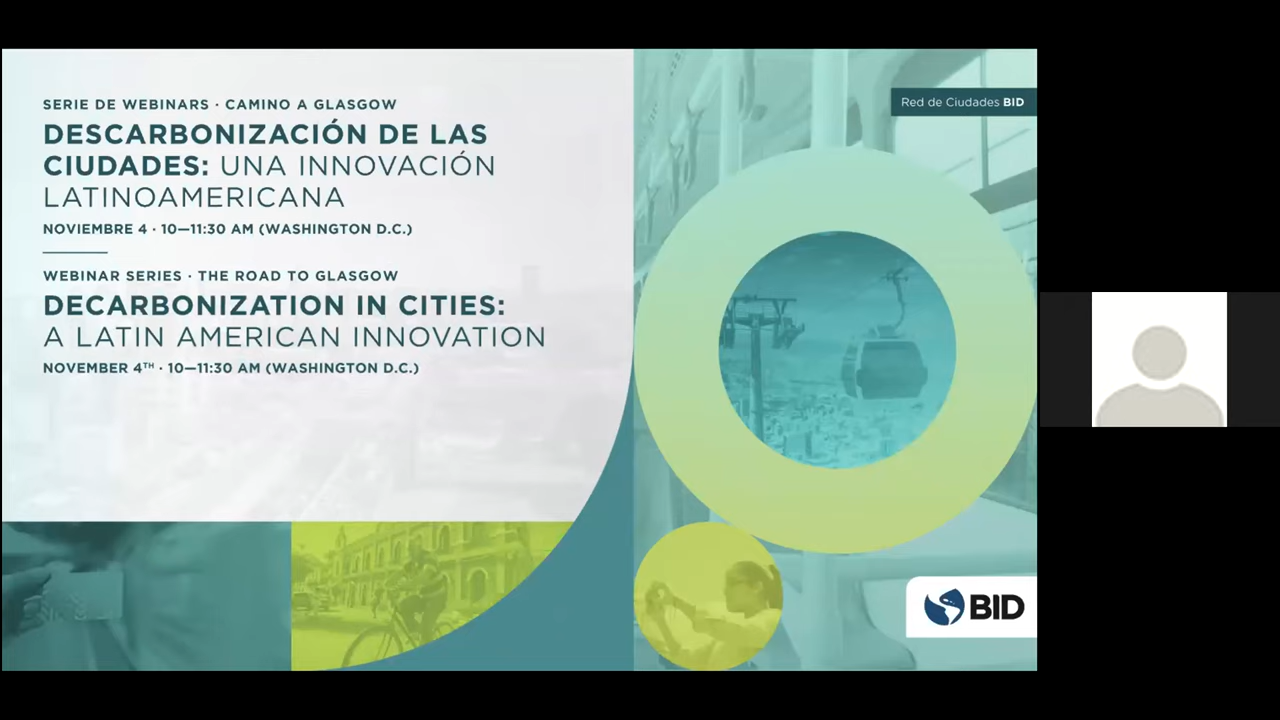 SERIE DE WEBINARS · CAMINO A GLASGOW
DESCARBONIZACIÓN DE LAS
CIUDADES: UNA INNOVACIÓN
LATINOAMERICANA
NOVIEMBRE 4 · 10—11:30 AM (WASHINGTON D.C.)
WEBINAR SERIES · THE ROAD TO GLASGOW
DECARBONIZATION IN CITIES:
A LATIN AMERICAN INNOVATION
NOVEMBER 4TH · 10—11:30 AM (WASHINGTON D.C.)
Red de Ciudades BID
BID